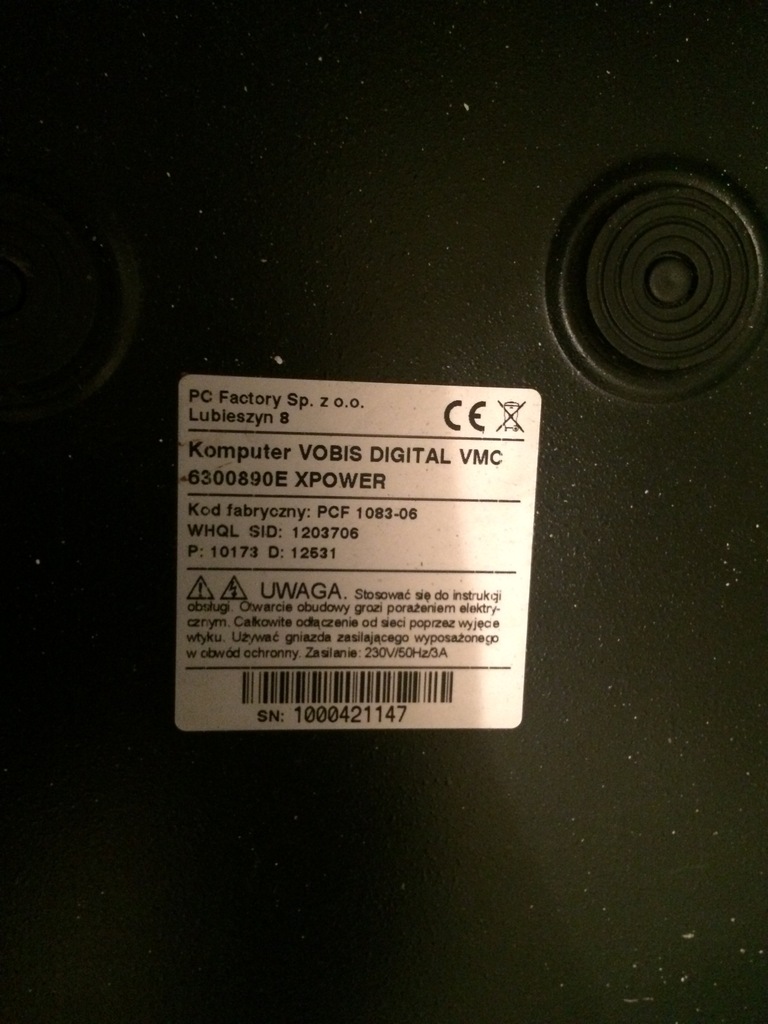 PC Factory Sp. z o.o.
Lubieszyn 8
CE
Komputer VOBIS DIGITAL VMC
6300890E XPOWER
Kod fabryczny: PCF 1083-06
WHQL SID: 1203706
P: 10173 D: 12531
UWAGA. Stosować się do instrukcji
obsługi. Otwarcie obudowy grozi porażeniem elektry-
cznym. Całkowite odłączenie od sieci poprzez wyjęcie
wtyku. Używać gniazda zasilającego wyposażonego
w obwód ochronny. Zasilanie: 230V/50Hz/3A
SN: 1000421147